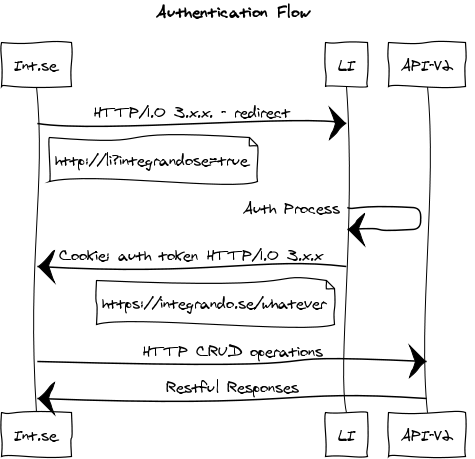 Authentication Flow
Int.se
LI
API-V2
HTTP/1.0 3.x.x. - redirect
http://li?integrandose=true
Auth Process
Cookie: auth token HTTP/1.0 3.x.x
https://integrando.se/whatever
HTTP CRUD operations
Restful Responses
Int.se
LI
API-V2